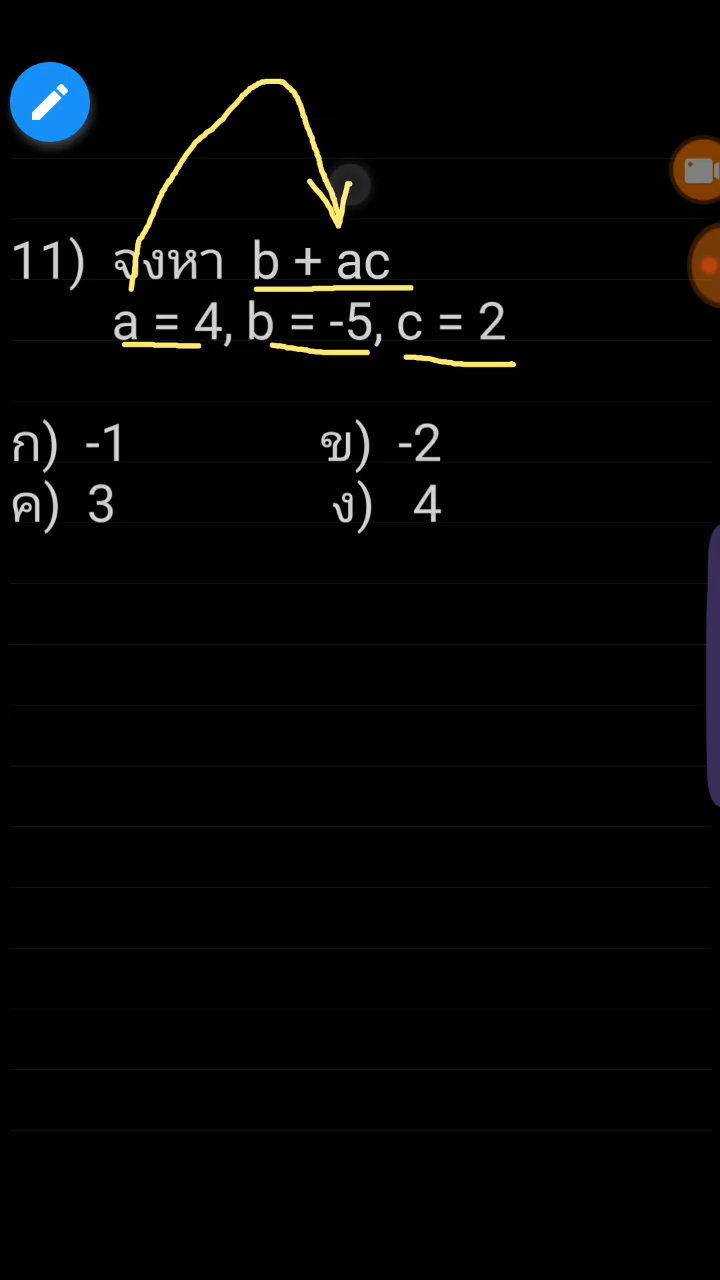 11) จงหา b + ac
a = 4, b = -5, c = 2
ก) -1 ข) -2
ค) 3 ง) 4